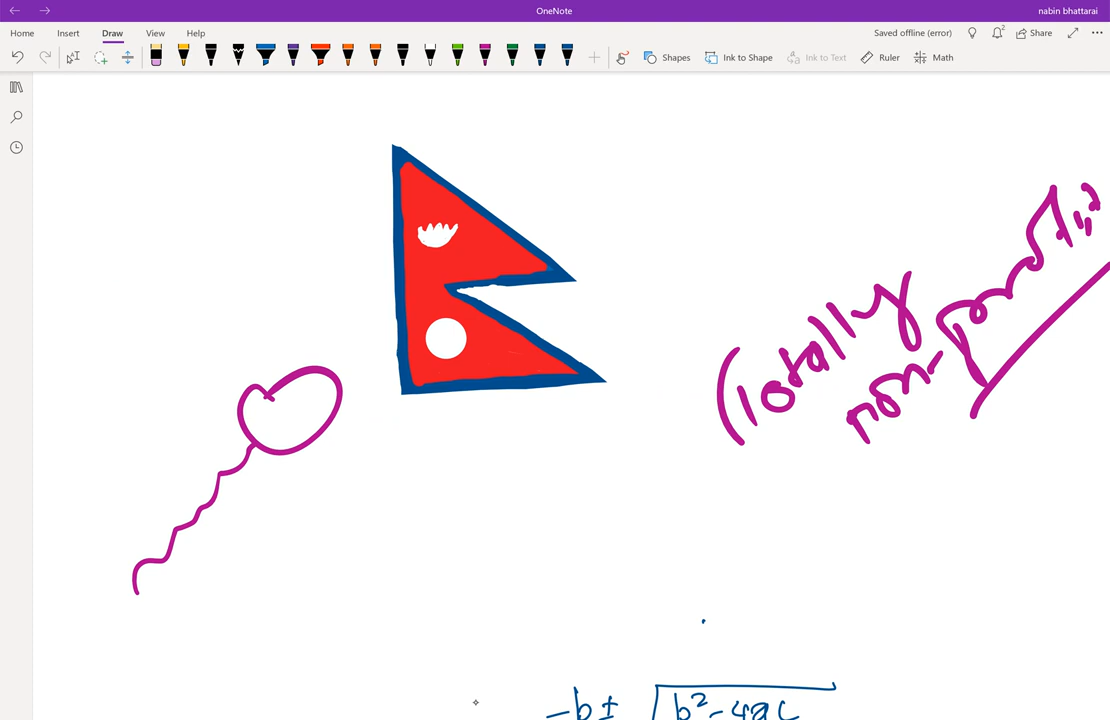 OneNote
nabin bhattarai
Home Insert Draw View Help
Saved offline (error)
Share
Shapes
Ink to Shape
Ink to Text
Ruler
Math
(Totally
non-profit
-b ± √b² - 4ac